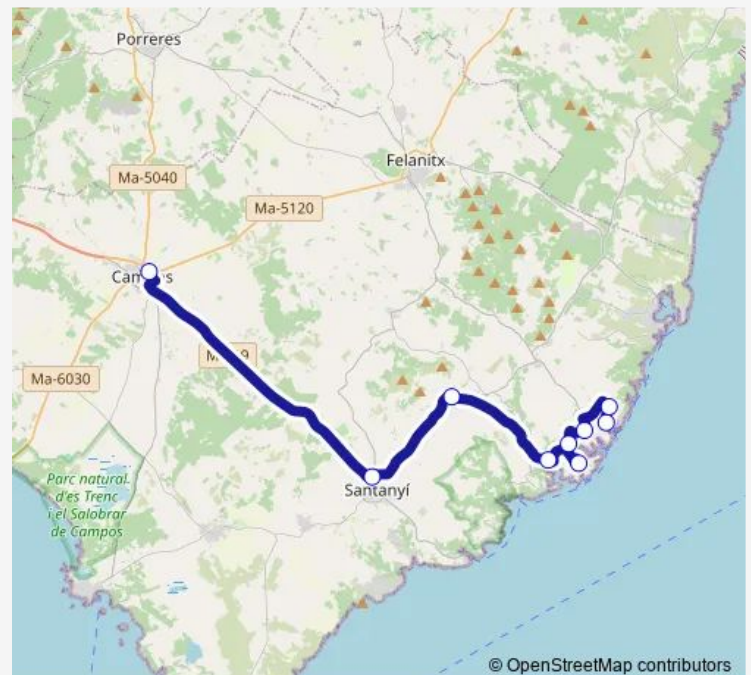 Porreres
Felanitx
Ma-5040
Ma-5120
Ma-6030
Santanyí
Parc natural
d'es Trenc
i el Salobrar
de Campos
© OpenStreetMap contributors